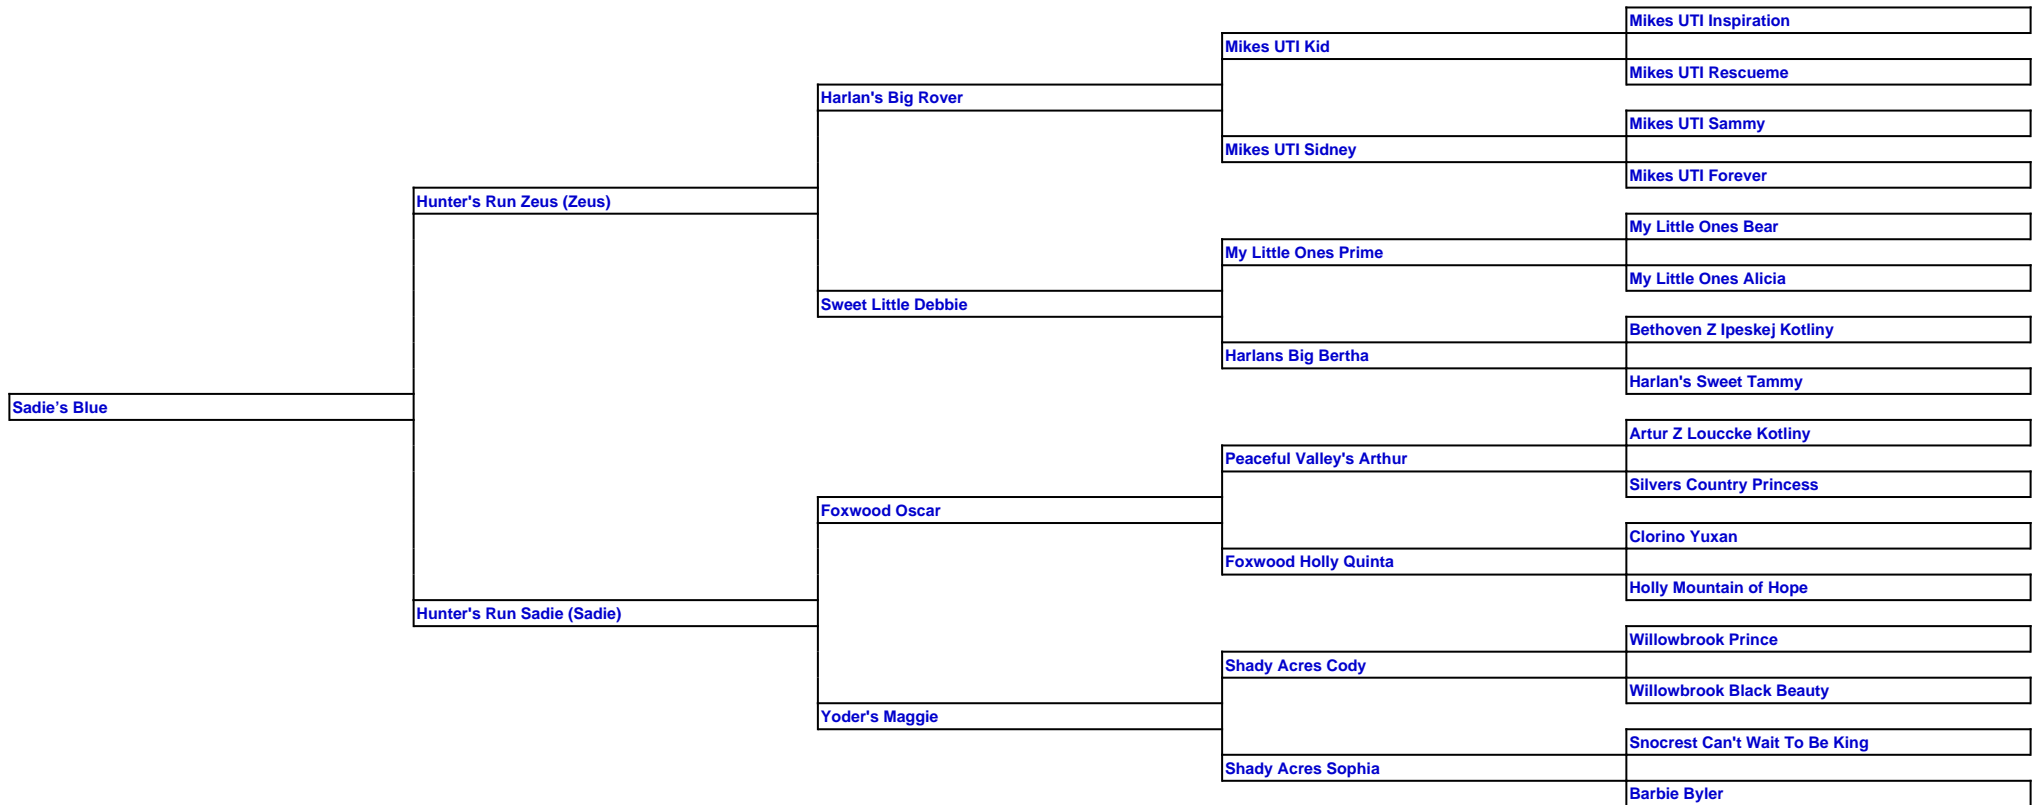 Mikes UTI Inspiration
Mikes UTI Kid
Mikes UTI Rescueme
Harlan's Big Rover
Mikes UTI Sammy
Mikes UTI Sidney
Mikes UTI Forever
Hunter's Run Zeus (Zeus)
My Little Ones Bear
My Little Ones Prime
My Little Ones Alicia
Sweet Little Debbie
Bethoven Z Ipeskej Kotliny
Harlans Big Bertha
Harlan's Sweet Tammy
Sadie’s Blue
Artur Z Louccke Kotliny
Peaceful Valley's Arthur
Silvers Country Princess
Foxwood Oscar
Clorino Yuxan
Foxwood Holly Quinta
Holly Mountain of Hope
Hunter's Run Sadie (Sadie)
Willowbrook Prince
Shady Acres Cody
Willowbrook Black Beauty
Yoder's Maggie
Snocrest Can't Wait To Be King
Shady Acres Sophia
Barbie Byler